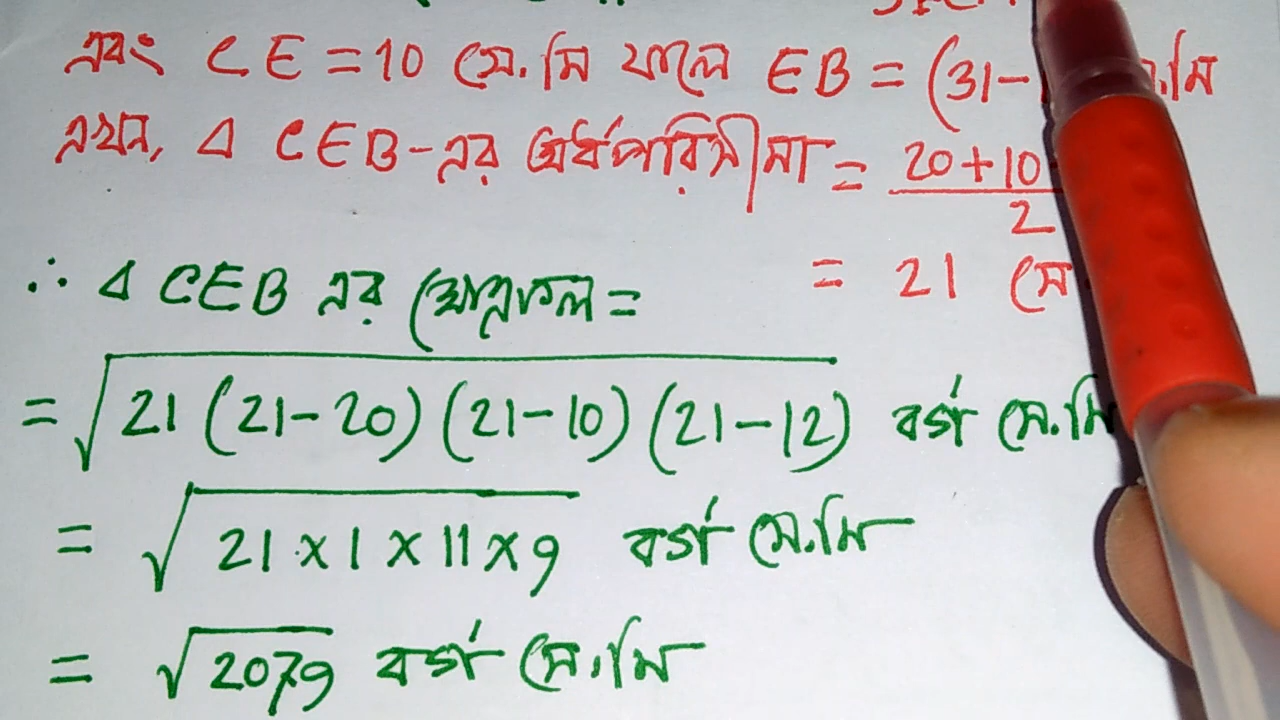 এবং CE = 10 সে.মি ফলে EB = (31-
এখন, Δ CEB-এর অর্ধপরিসীমা = 20+10 / 2
= 21 সে
∴ Δ CEB এর ক্ষেত্রফল =
= √21 (21-20) (21-10) (21-12) বর্গ সে.মি
= √21 x 1 x 11 x 9 বর্গ সে.মি
= √2079 বর্গ সে.মি